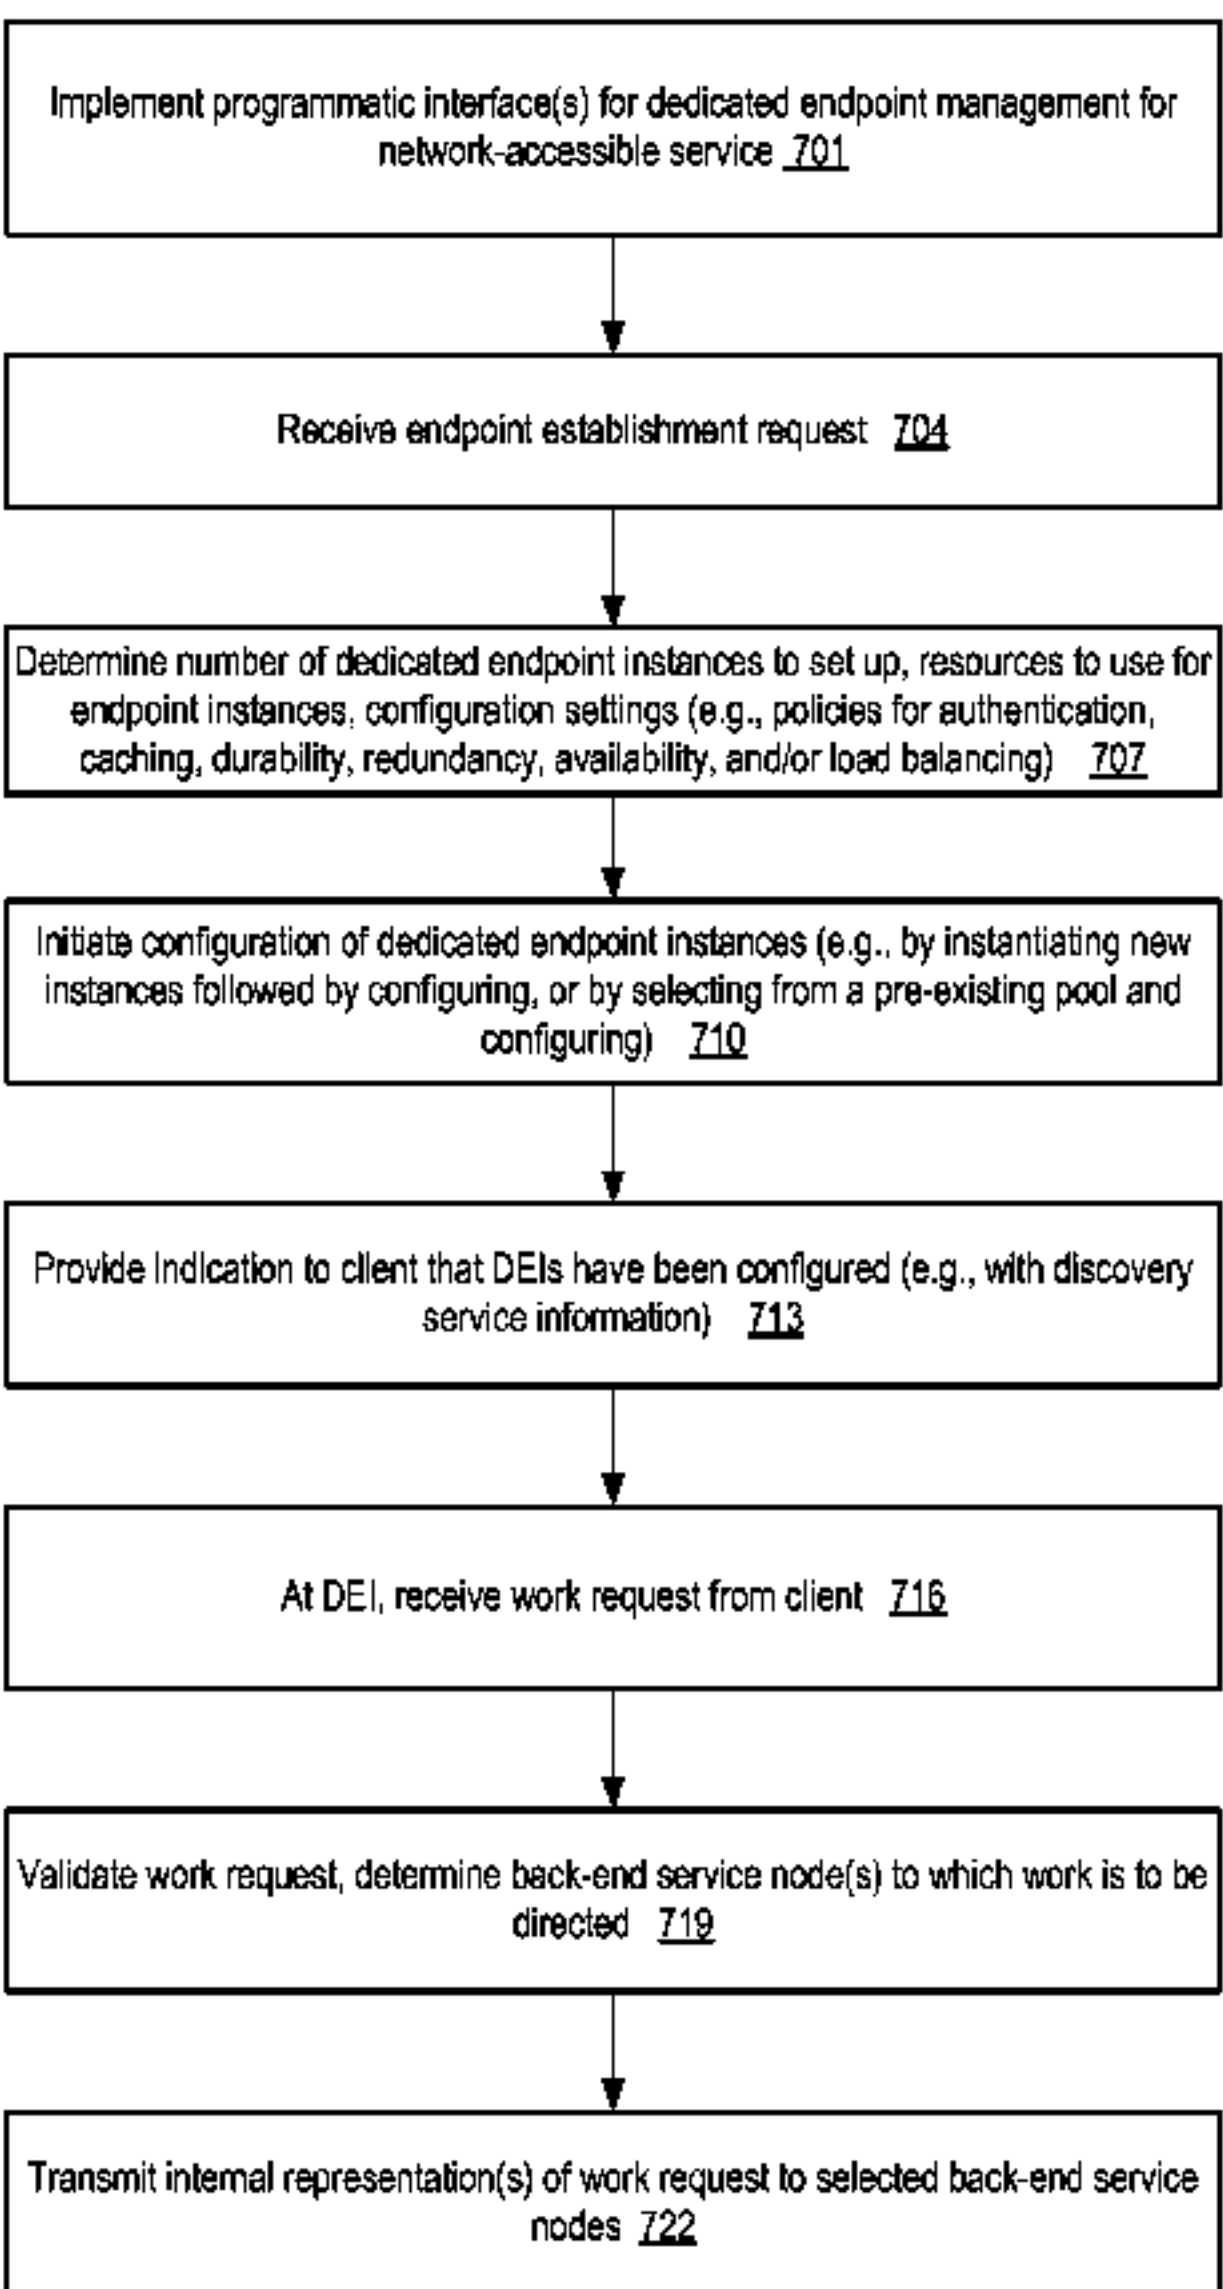 Implement programmatic interface(s) for dedicated endpoint management for
network-accessible service 701
Receive endpoint establishment request 704
Determine number of dedicated endpoint instances to set up, resources to use for
endpoint instances, configuration settings (e.g., policies for authentication,
caching, durability, redundancy, availability, and/or load balancing) 707
Initiate configuration of dedicated endpoint instances (e.g., by instantiating new
instances followed by configuring, or by selecting from a pre-existing pool and
configuring) 710
Provide indication to client that DEIs have been configured (e.g., with discovery
service information) 713
At DEI, receive work request from client 716
Validate work request, determine back-end service node(s) to which work is to be
directed 719
Transmit internal representation(s) of work request to selected back-end service
nodes 722